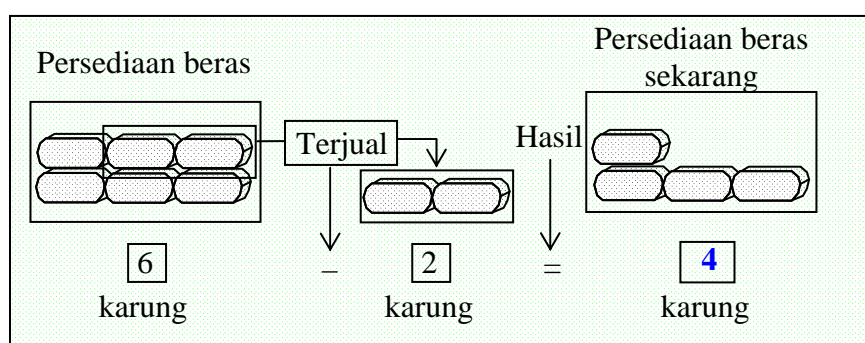 Persediaan beras
Persediaan beras
sekarang
Terjual
Hasil
6 – 2 = 4
karung karung karung